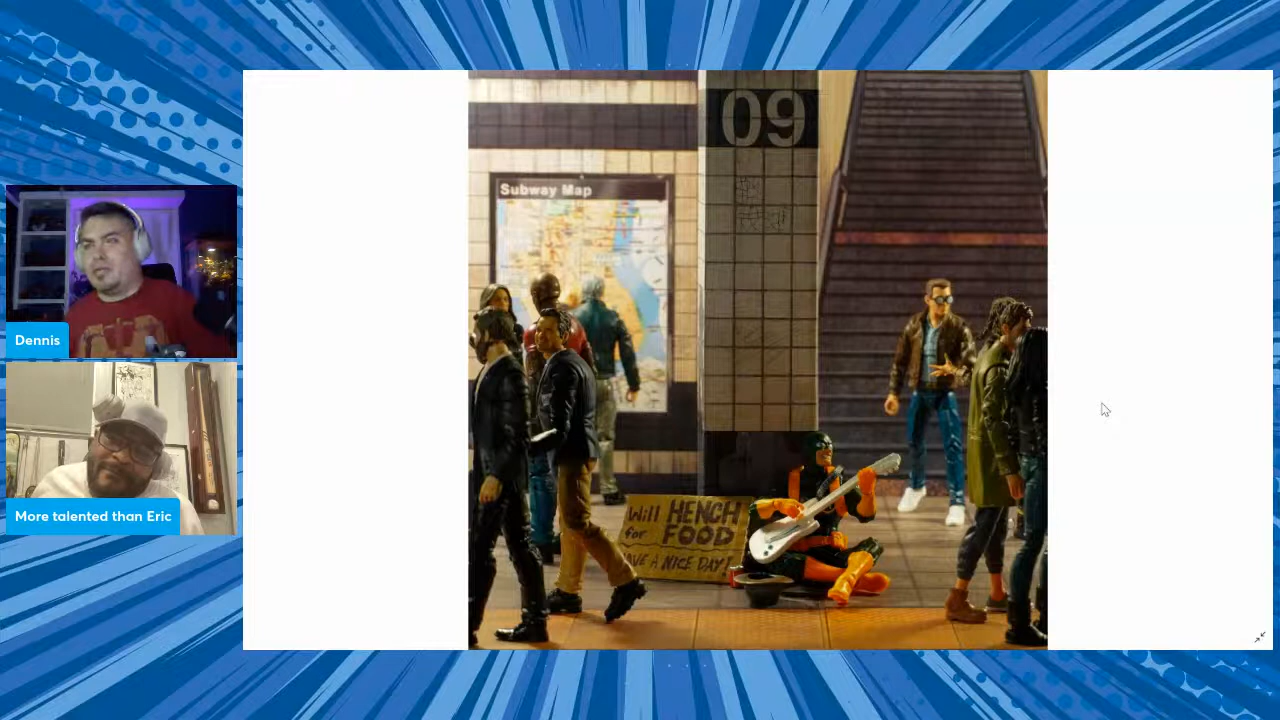 09
Subway Map
Will HENCH
for FOOD
HAVE A NICE DAY!
Dennis
More talented than Eric